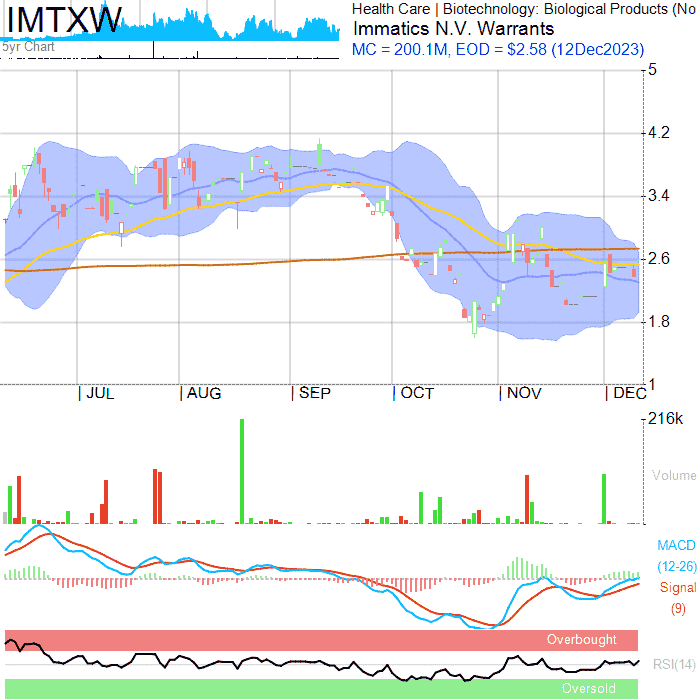 IMTXW
Health Care | Biotechnology: Biological Products (No
Immatics N.V. Warrants
MC = 200.1M, EOD = $2.58 (12Dec2023)
5yr Chart
5
4.2
3.4
2.6
1.8
1
| JUL | AUG | SEP | OCT | NOV | DEC
216k
Volume
MACD
(12-26)
Signal
(9)
Overbought
RSI(14)
Oversold